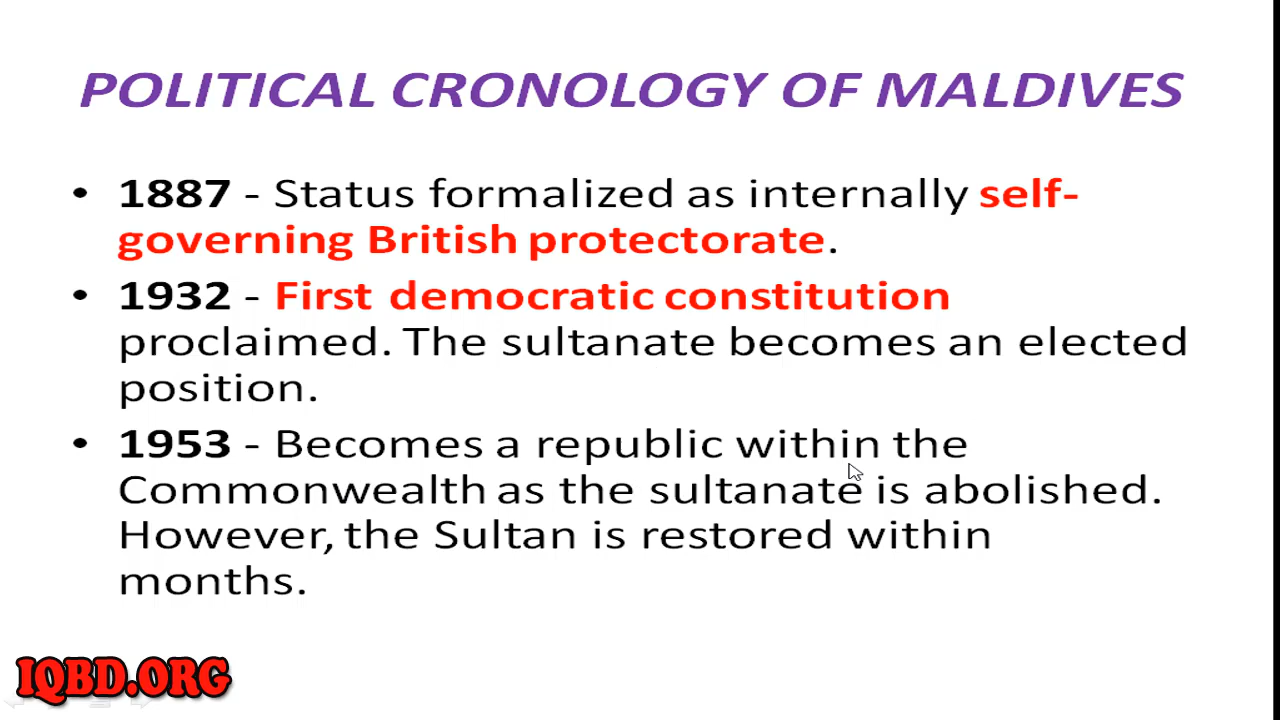 POLITICAL CRONOLOGY OF MALDIVES
• 1887 - Status formalized as internally self-
governing British protectorate.
• 1932 - First democratic constitution
proclaimed. The sultanate becomes an elected
position.
• 1953 - Becomes a republic within the
Commonwealth as the sultanate is abolished.
However, the Sultan is restored within
months.
IQBD.ORG